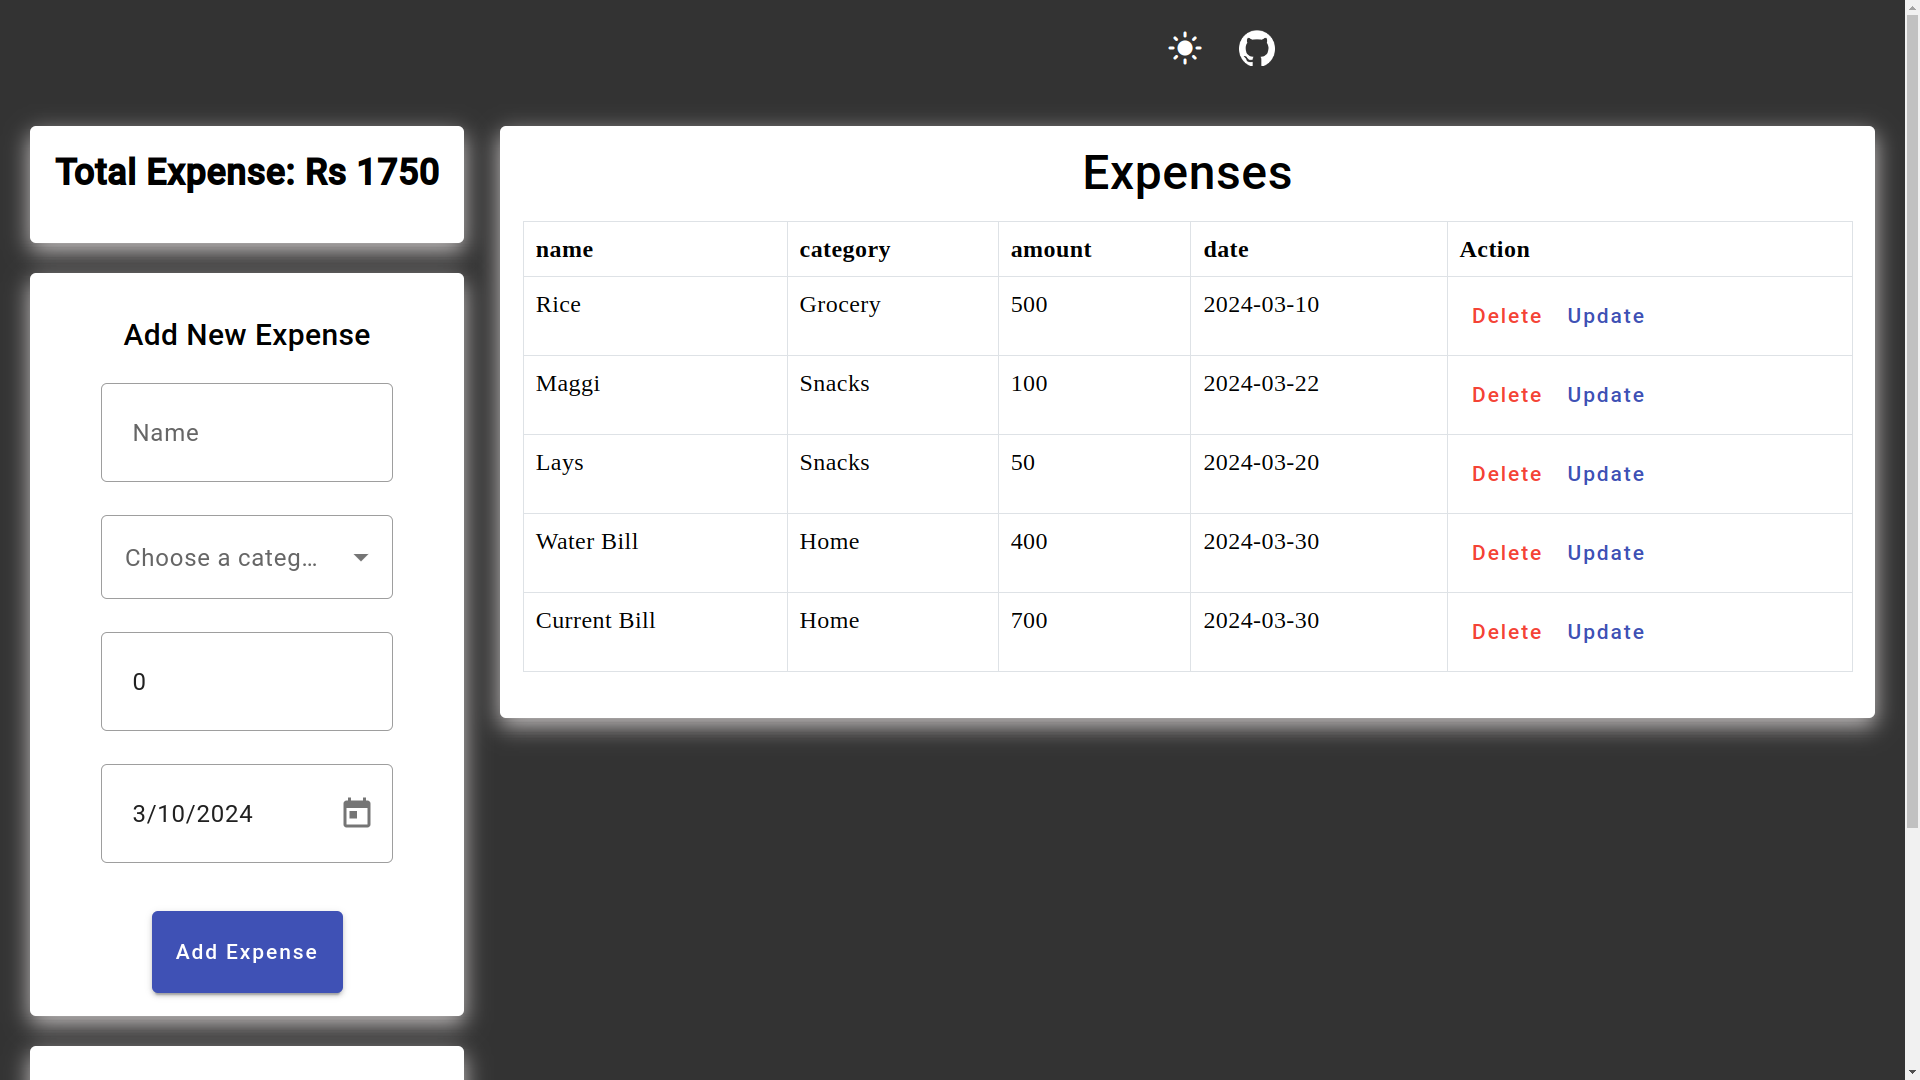 Total Expense: Rs 1750
Add New Expense
Name
Choose a categ...
0
3/10/2024
Add Expense
Expenses
name category amount date Action
Rice Grocery 500 2024-03-10 Delete Update
Maggi Snacks 100 2024-03-22 Delete Update
Lays Snacks 50 2024-03-20 Delete Update
Water Bill Home 400 2024-03-30 Delete Update
Current Bill Home 700 2024-03-30 Delete Update